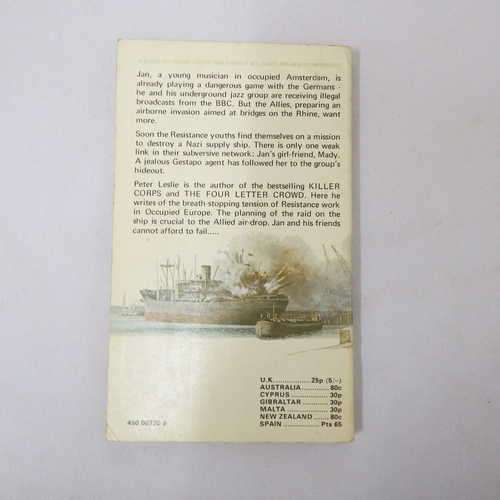 Jan, a young musician in occupied Amsterdam, is
already playing a dangerous game with the Germans -
he and his underground jazz group are receiving illegal
broadcasts from the BBC. But the Allies, preparing an
airborne invasion aimed at bridges on the Rhine, want
more.
Soon the Resistance youths find themselves on a mission
to destroy a Nazi supply ship. There is only one weak
link in their subversive network: Jan's girl-friend, Mady.
A jealous Gestapo agent has followed her to the group's
hideout.
Peter Leslie is the author of the bestselling KILLER
CORPS and THE FOUR LETTER CROWD. Here he
writes of the breath-stopping tension of Resistance work
in Occupied Europe. The planning of the raid on the
ship is crucial to the Allied air-drop. Jan and his friends
cannot afford to fail.....
U.K. ................ 25p (5/-)
AUSTRALIA .......... 80c
CYPRUS ............... 30p
GIBRALTAR .......... 30p
MALTA ................ 30p
NEW ZEALAND ...... 80c
SPAIN .............. Pts 65